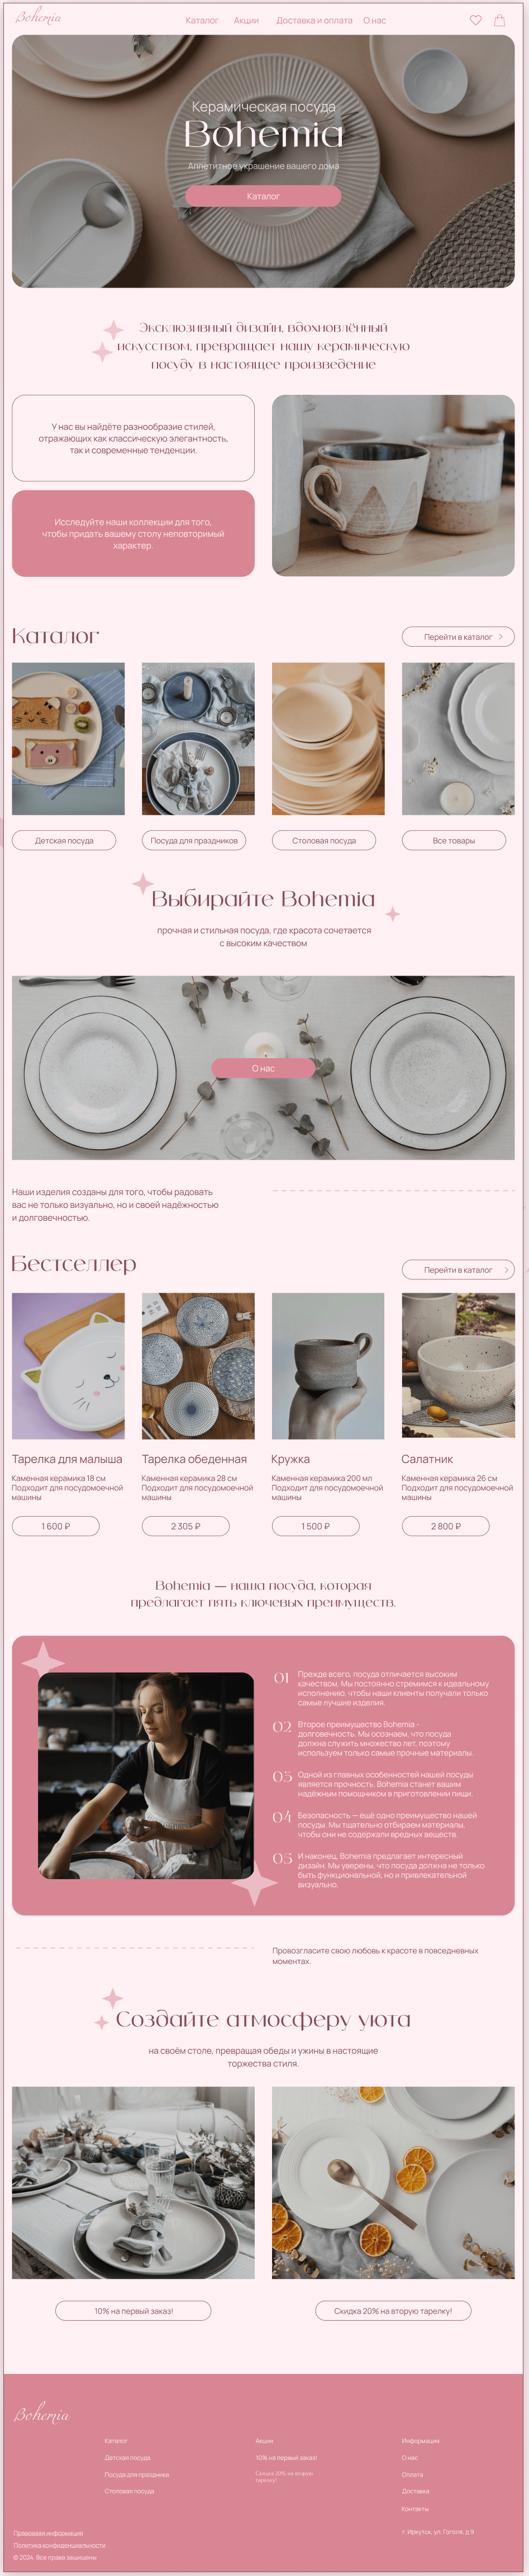 Bohemia
Каталог
Акции
Доставка и оплата
О нас
Керамическая посуда
Bohemia
Аппетитное украшение вашего дома
Каталог
Эксклюзивный дизайн, вдохновлённый
искусством, превращает нашу керамическую
посуду в настоящее произведение
У нас вы найдёте разнообразие стилей,
отражающих как классическую элегантность,
так и современные тенденции.
Исследуйте наши коллекции для того,
чтобы придать вашему столу неповторимый
характер.
Каталог
Перейти в каталог
Детская посуда
Посуда для праздников
Столовая посуда
Все товары
Выбирайте Bohemia
прочная и стильная посуда, где красота сочетается
с высоким качеством
О нас
Наши изделия созданы для того, чтобы радовать
вас не только визуально, но и своей надёжностью
и долговечностью.
Бестселлер
Перейти в каталог
Тарелка для малыша
Каменная керамика 18 см
Подходит для посудомоечной
машины
1 600 ₽
Тарелка обеденная
Каменная керамика 28 см
Подходит для посудомоечной
машины
2 305 ₽
Кружка
Каменная керамика 200 мл
Подходит для посудомоечной
машины
1 500 ₽
Салатник
Каменная керамика 26 см
Подходит для посудомоечной
машины
2 800 ₽
Bohemia — наша посуда, которая
предлагает пять ключевых преимуществ.
01
Прежде всего, посуда отличается высоким
качеством. Мы постоянно стремимся к идеальному
исполнению, чтобы наши клиенты получали только
самые лучшие изделия.
02
Второе преимущество Bohemia -
долговечность. Мы осознаем, что посуда
должна служить множество лет, поэтому
используем только самые прочные материалы.
03
Одной из главных особенностей нашей посуды
является прочность. Bohemia станет вашим
надёжным помощником в приготовлении пищи.
04
Безопасность — ещё одно преимущество нашей
посуды. Мы тщательно отбираем материалы,
чтобы они не содержали вредных веществ.
05
И наконец, Bohemia предлагает интересный
дизайн. Мы уверены, что посуда должна не только
быть функциональной, но и привлекательной
визуально.
Провозгласите свою любовь к красоте в повседневных
моментах.
Создайте атмосферу уюта
на своём столе, превращая обеды и ужины в настоящие
торжества стиля.
10% на первый заказ!
Скидка 20% на вторую тарелку!
Bohemia
Каталог
Детская посуда
Посуда для праздника
Столовая посуда
Акции
10% на первый заказ!
Скидка 20% на вторую
тарелку!
Информация
О нас
Оплата
Доставка
Контакты
г. Иркутск, ул. Гоголя, д.9
Правовая информация
Политика конфиденциальности
© 2024. Все права защищены